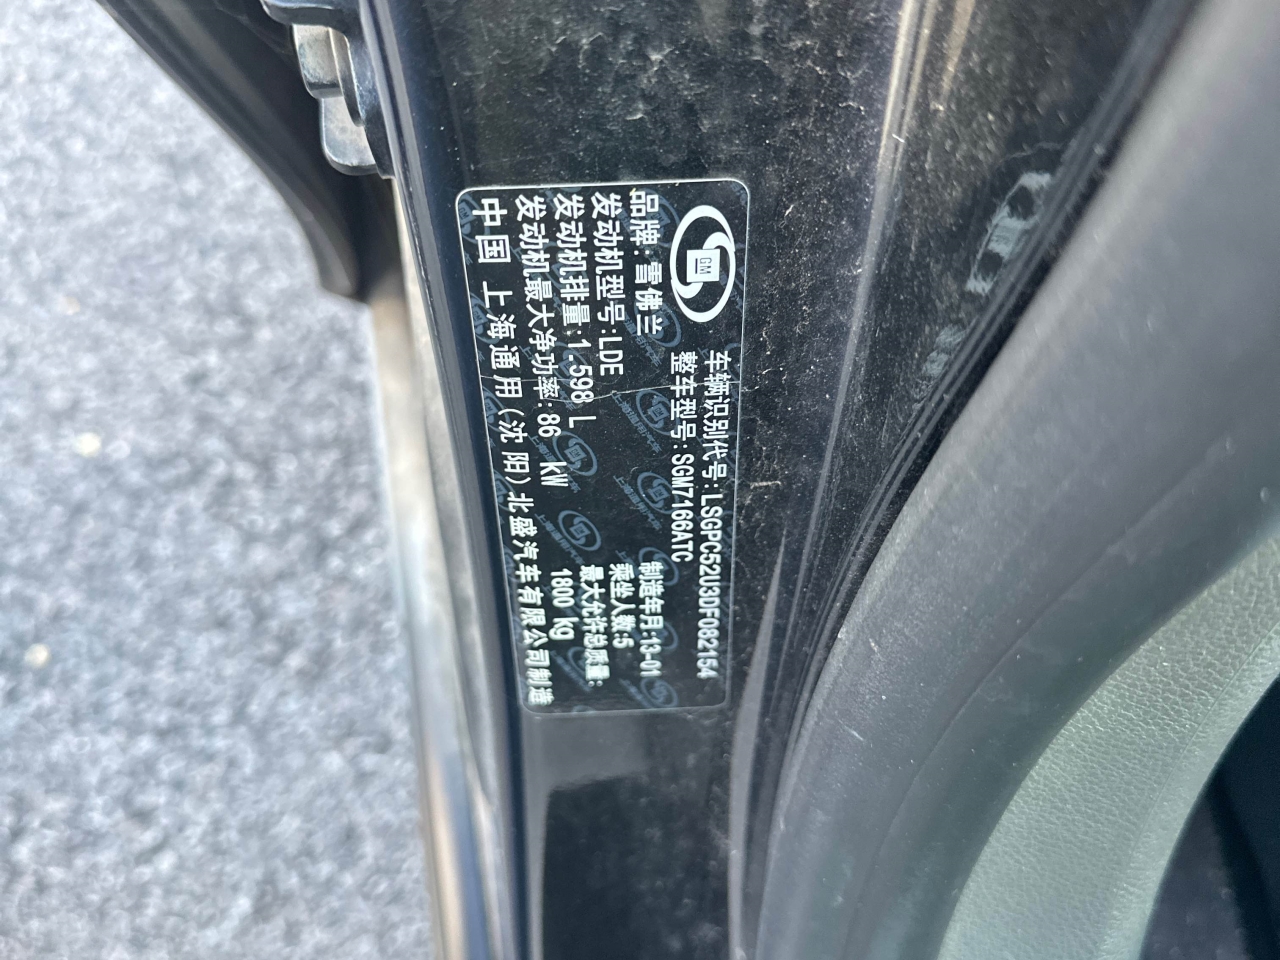 GM
车辆识别代号:LSGPC52U3DF082154
整车型号:SGM7166ATC
品牌:雪佛兰
制造年月:13-01
发动机型号:LDE
乘坐人数:5
发动机排量:1.598 L
最大允许总质量:
发动机最大净功率:86 kW
1800 kg
中国 上海通用(沈阳)北盛汽车有限公司制造